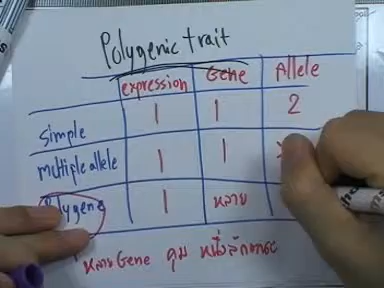 Polygenic trait
expression Gene Allele
simple 1 1 2
multiple allele 1 1
Polygene 1 หลาย
หลาย Gene คุม หนึ่งลักษณะ